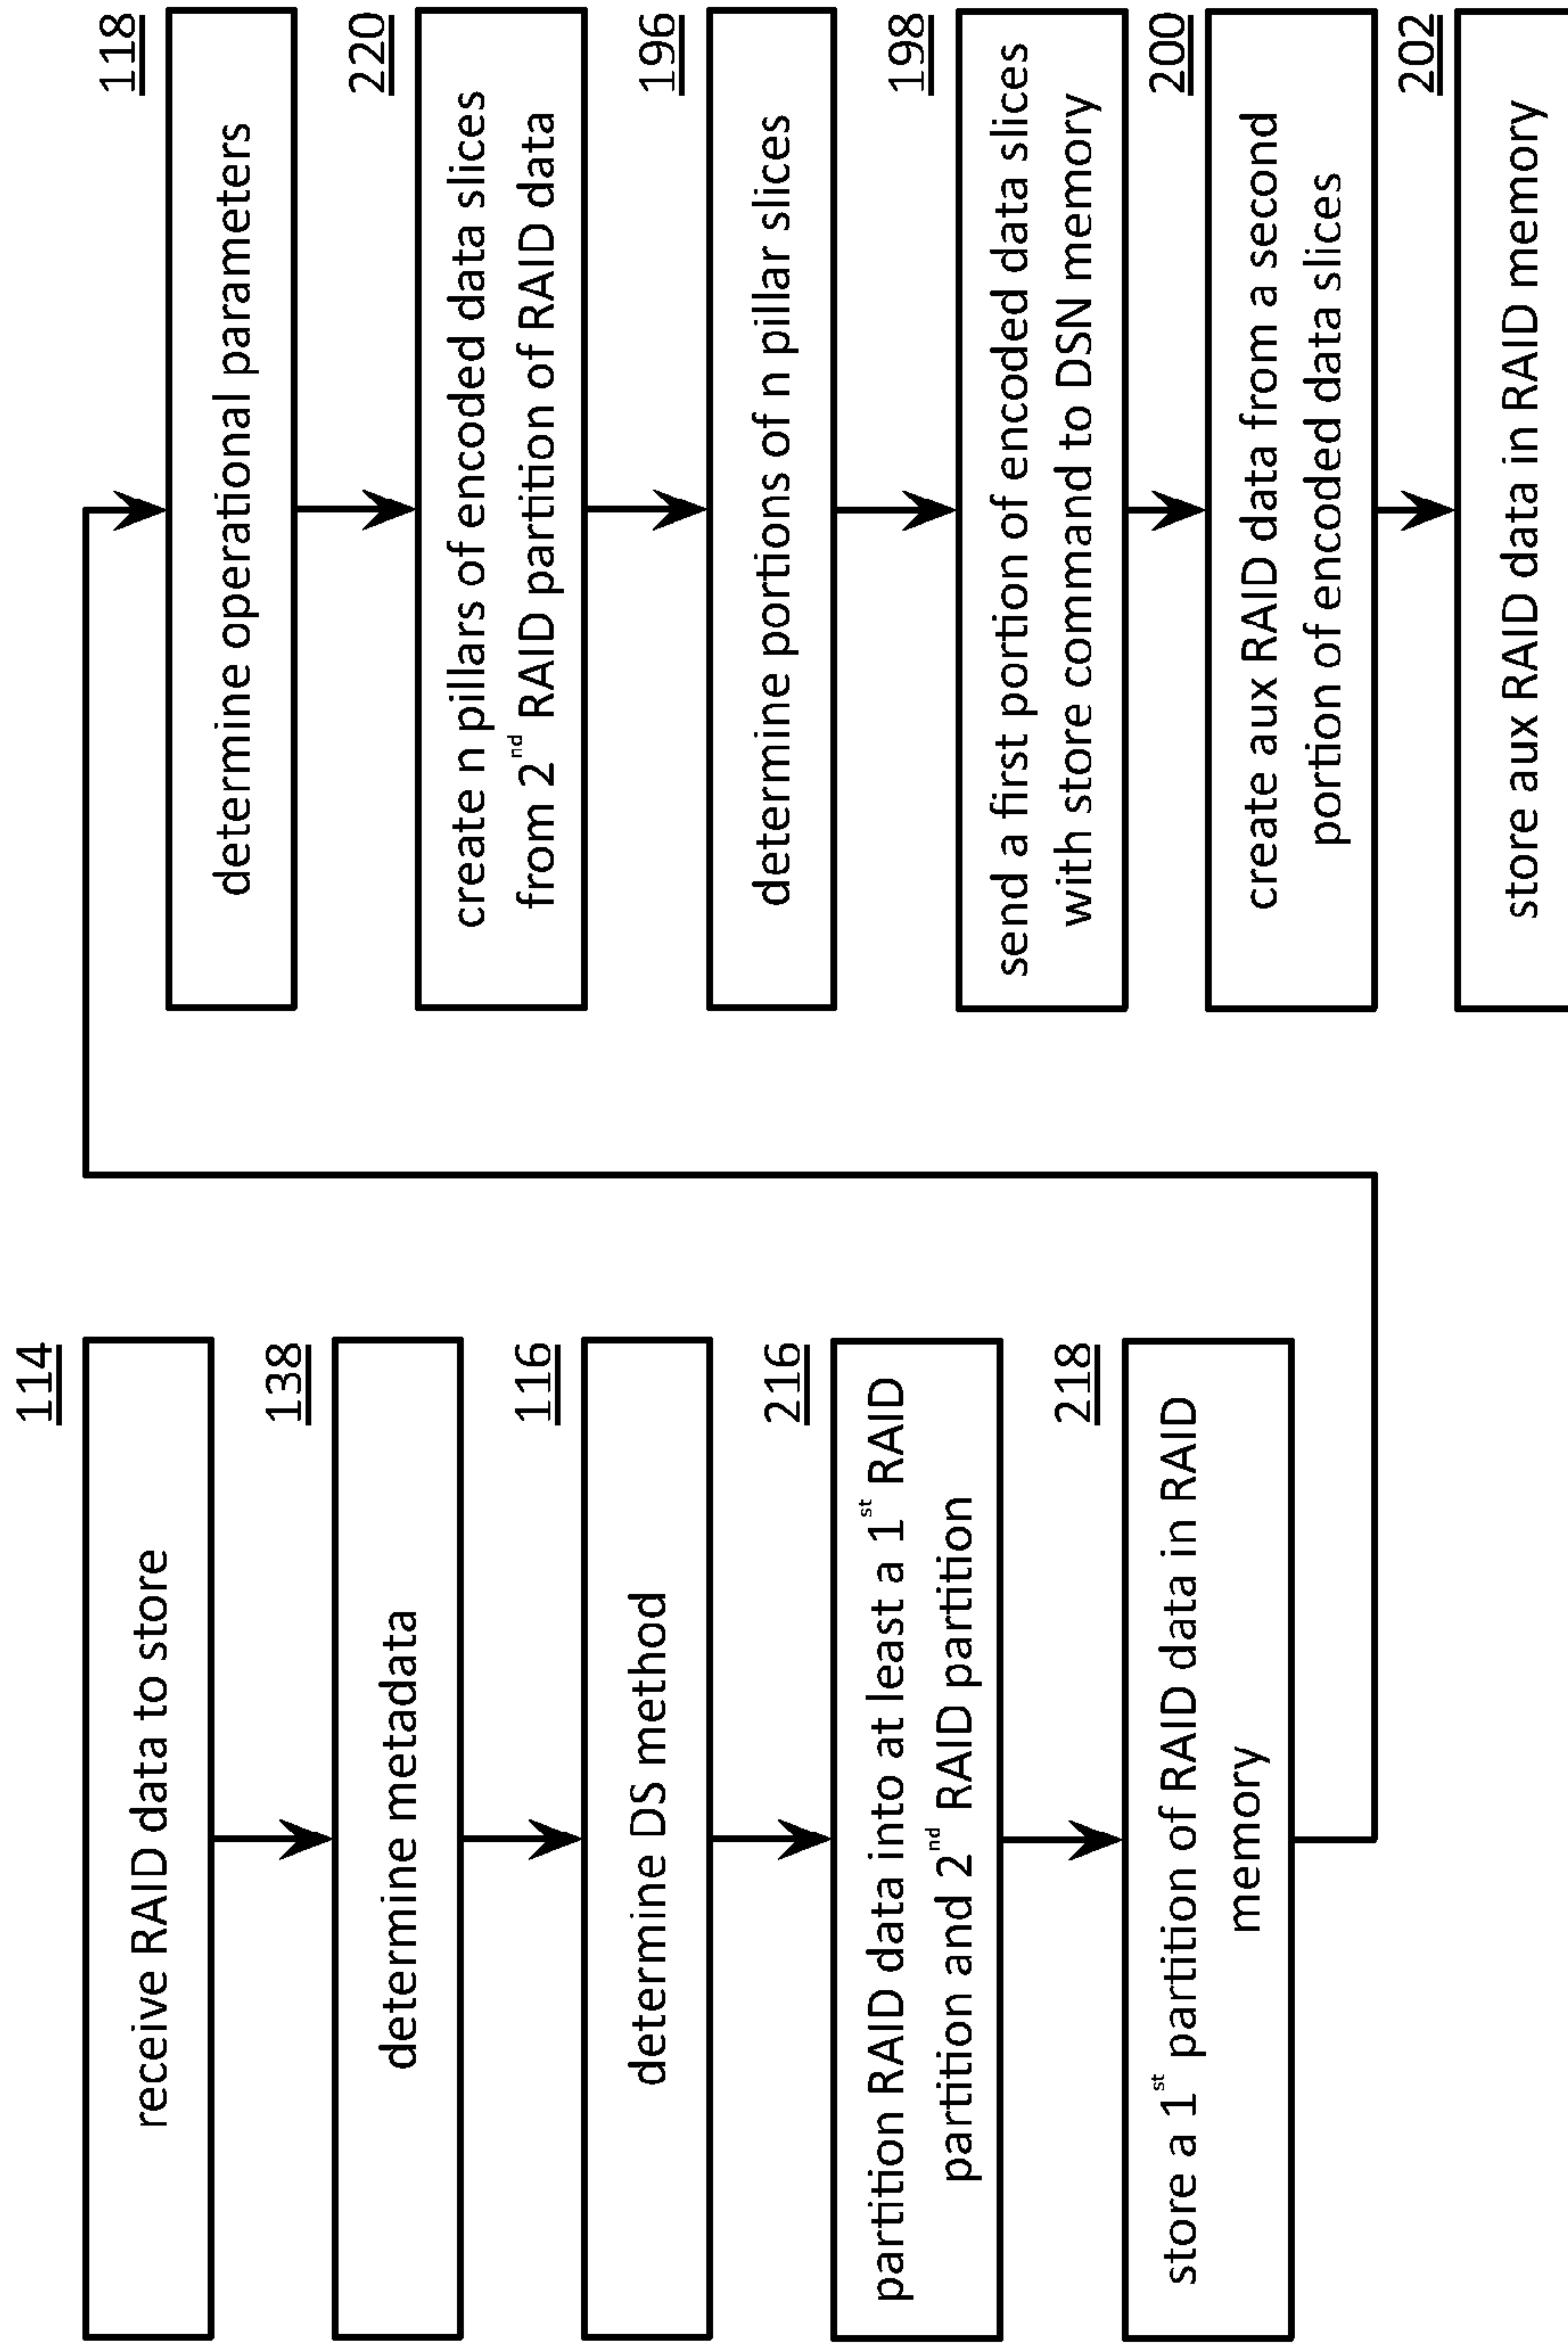 114
receive RAID data to store
138
determine metadata
116
determine DS method
216
partition RAID data into at least a 1st RAID
partition and 2nd RAID partition
218
store a 1st partition of RAID data in RAID
memory
118
determine operational parameters
220
create n pillars of encoded data slices
from 2nd RAID partition of RAID data
196
determine portions of n pillar slices
198
send a first portion of encoded data slices
with store command to DSN memory
200
create aux RAID data from a second
portion of encoded data slices
202
store aux RAID data in RAID memory